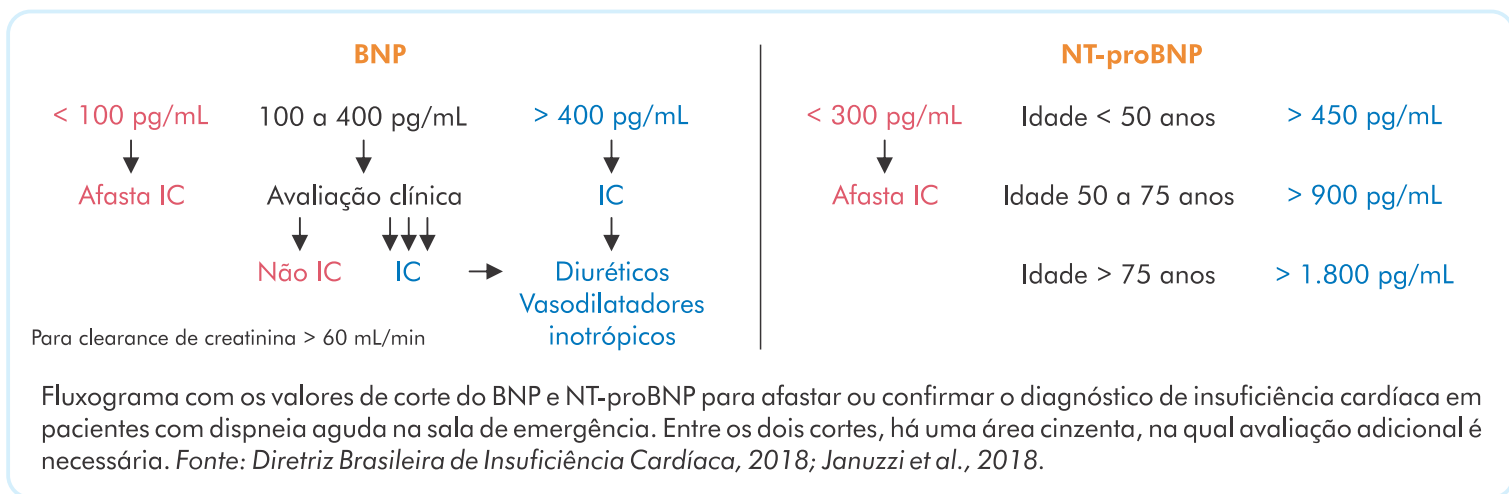 BNP
< 100 pg/mL
100 a 400 pg/mL
> 400 pg/mL
Afasta IC
Avaliação clínica
IC
Não IC
IC
Diuréticos
Vasodilatadores
inotrópicos
Para clearance de creatinina > 60 mL/min
NT-proBNP
< 300 pg/mL
Idade < 50 anos
> 450 pg/mL
Afasta IC
Idade 50 a 75 anos
> 900 pg/mL
Idade > 75 anos
> 1.800 pg/mL
Fluxograma com os valores de corte do BNP e NT-proBNP para afastar ou confirmar o diagnóstico de insuficiência cardíaca em
pacientes com dispneia aguda na sala de emergência. Entre os dois cortes, há uma área cinzenta, na qual avaliação adicional é
necessária. Fonte: Diretriz Brasileira de Insuficiência Cardíaca, 2018; Januzzi et al., 2018.